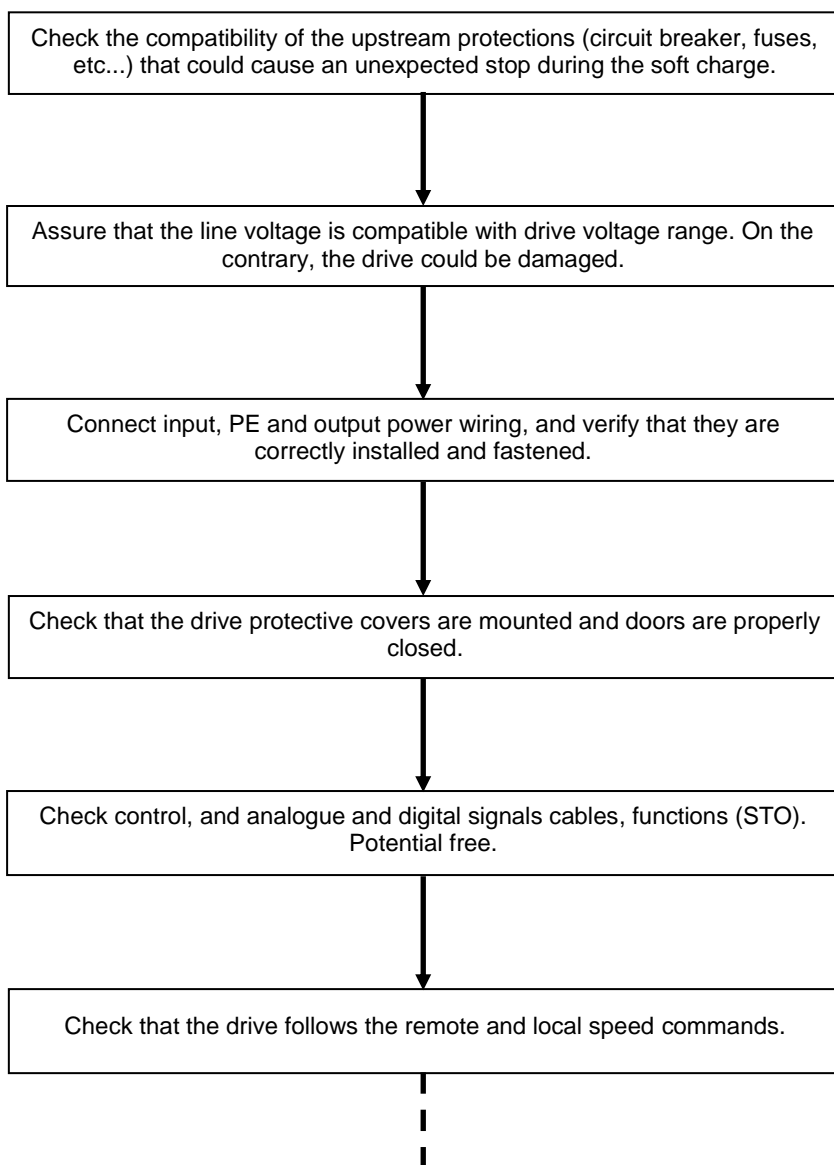 Check the compatibility of the upstream protections (circuit breaker, fuses,
etc...) that could cause an unexpected stop during the soft charge.
Assure that the line voltage is compatible with drive voltage range. On the
contrary, the drive could be damaged.
Connect input, PE and output power wiring, and verify that they are
correctly installed and fastened.
Check that the drive protective covers are mounted and doors are properly
closed.
Check control, and analogue and digital signals cables, functions (STO).
Potential free.
Check that the drive follows the remote and local speed commands.